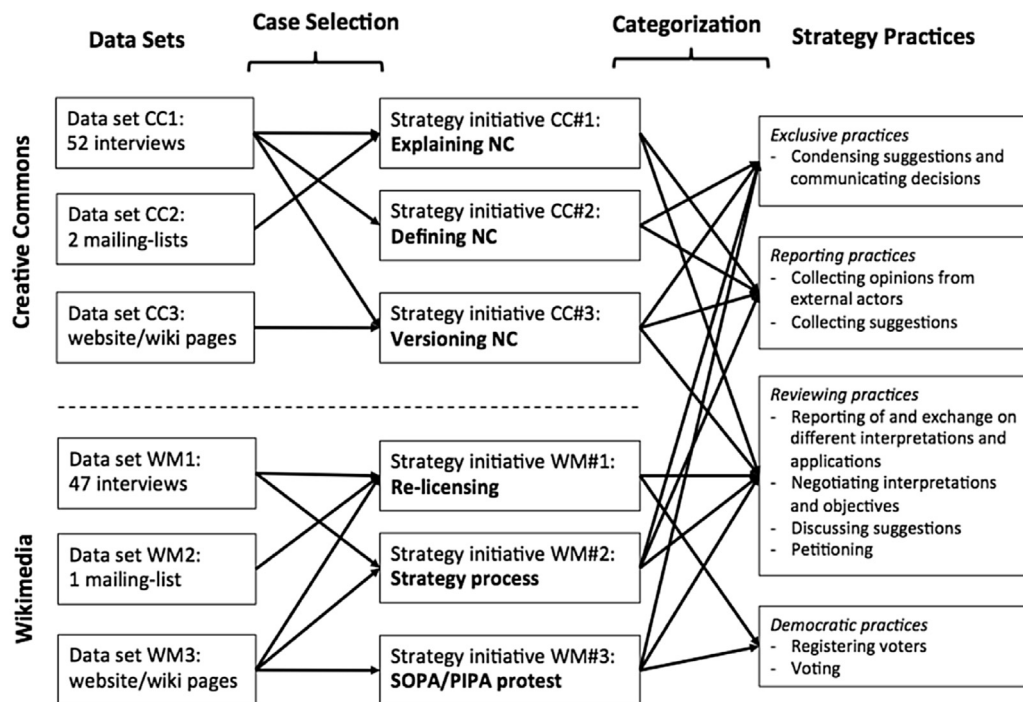 Data Sets
Case Selection
Categorization
Strategy Practices
Creative Commons
Data set CC1:
52 interviews
Data set CC2:
2 mailing-lists
Data set CC3:
website/wiki pages
Strategy initiative CC#1:
Explaining NC
Strategy initiative CC#2:
Defining NC
Strategy initiative CC#3:
Versioning NC
Wikimedia
Data set WM1:
47 interviews
Data set WM2:
1 mailing-list
Data set WM3:
website/wiki pages
Strategy initiative WM#1:
Re-licensing
Strategy initiative WM#2:
Strategy process
Strategy initiative WM#3:
SOPA/PIPA protest
Exclusive practices
- Condensing suggestions and
communicating decisions
Reporting practices
- Collecting opinions from
external actors
- Collecting suggestions
Reviewing practices
- Reporting of and exchange on
different interpretations and
applications
- Negotiating interpretations
and objectives
- Discussing suggestions
- Petitioning
Democratic practices
- Registering voters
- Voting